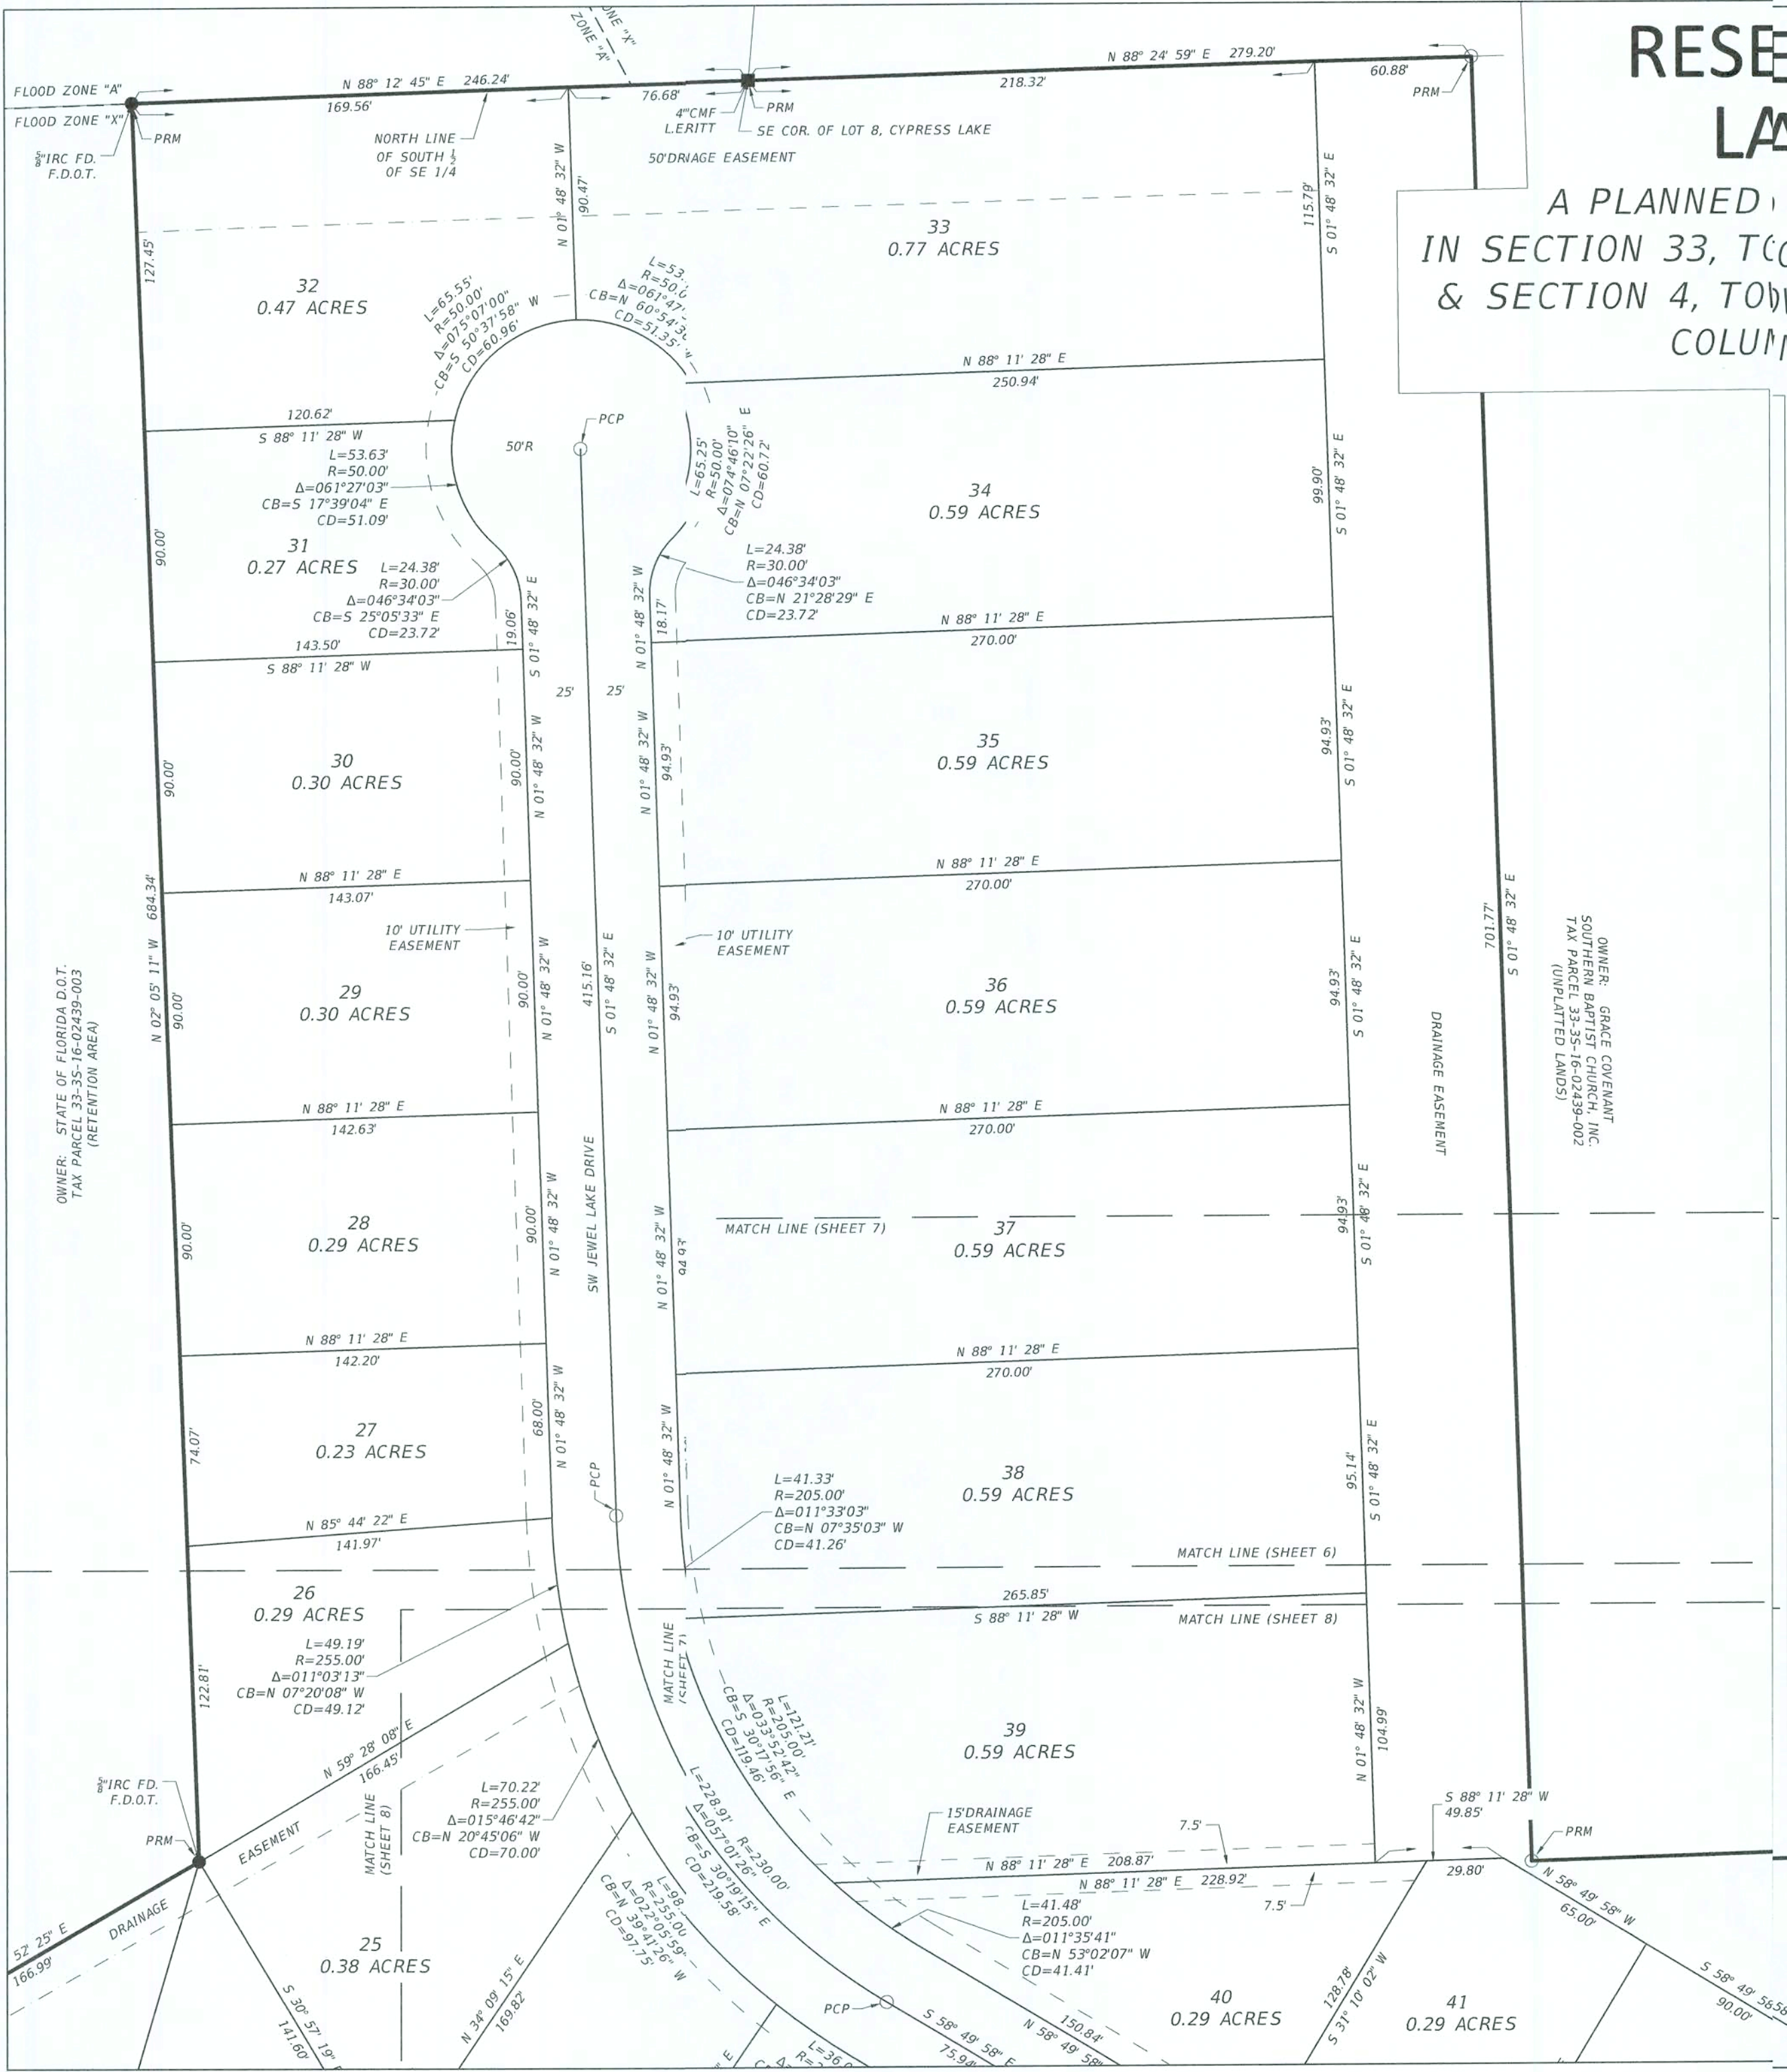 RESE
LA
A PLANNED
IN SECTION 33, TO
& SECTION 4, TOW
COLUM
ZONE "X"
ZONE "A"
FLOOD ZONE "A"
FLOOD ZONE "X"
N 88° 12' 45" E 246.24'
169.56'
76.68'
N 88° 24' 59" E 279.20'
218.32'
60.88'
PRM
PRM
PRM
⅝"IRC FD.
F.D.O.T.
NORTH LINE
OF SOUTH ½
OF SE 1/4
4"CMF
L.ERITT
SE COR. OF LOT 8, CYPRESS LAKE
50'DRNAGE EASEMENT
N 01° 48' 32" W
90.47'
115.79'
S 01° 48' 32" E
127.45'
32
0.47 ACRES
33
0.77 ACRES
L=65.55'
R=50.00'
Δ=075°07'00"
CB=S 50°37'58" W
CD=60.96'
L=53.
R=50.0
Δ=061°47'
CB=N 60°54'3
CD=51.35'
N 88° 11' 28" E
250.94'
120.62'
S 88° 11' 28" W
L=53.63'
R=50.00'
Δ=061°27'03"
CB=S 17°39'04" E
CD=51.09'
50'R
PCP
L=65.25'
R=50.00'
Δ=074°46'10"
CB=N 07°22'26" E
CD=60.72'
34
0.59 ACRES
99.90'
S 01° 48' 32" E
90.00'
31
0.27 ACRES
L=24.38'
R=30.00'
Δ=046°34'03"
CB=S 25°05'33" E
CD=23.72'
L=24.38'
R=30.00'
Δ=046°34'03"
CB=N 21°28'29" E
CD=23.72'
19.06'
S 01° 48' 32" E
N 01° 48' 32" W
18.17'
N 88° 11' 28" E
270.00'
143.50'
S 88° 11' 28" W
25'
25'
30
0.30 ACRES
90.00'
90.00'
N 01° 48' 32" W
N 01° 48' 32" W
94.93'
35
0.59 ACRES
94.93'
S 01° 48' 32" E
N 88° 11' 28" E
143.07'
N 88° 11' 28" E
270.00'
10' UTILITY
EASEMENT
10' UTILITY
EASEMENT
N 02° 05' 11" W 684.34'
90.00'
29
0.30 ACRES
90.00'
N 01° 48' 32" W
415.16'
S 01° 48' 32" E
N 01° 48' 32" W
94.93'
36
0.59 ACRES
94.93'
S 01° 48' 32" E
701.77'
S 01° 48' 32" E
OWNER: STATE OF FLORIDA D.O.T.
TAX PARCEL 33-3S-16-02439-003
(RETENTION AREA)
OWNER: GRACE COVENANT
SOUTHERN BAPTIST CHURCH, INC.
TAX PARCEL 33-3S-16-02439-002
(UNPLATTED LANDS)
DRAINAGE EASEMENT
N 88° 11' 28" E
142.63'
N 88° 11' 28" E
270.00'
90.00'
28
0.29 ACRES
90.00'
N 01° 48' 32" W
SW JEWEL LAKE DRIVE
N 01° 48' 32" W
94.93'
MATCH LINE (SHEET 7)
37
0.59 ACRES
94.93'
S 01° 48' 32" E
N 88° 11' 28" E
142.20'
N 88° 11' 28" E
270.00'
74.07'
27
0.23 ACRES
68.00'
N 01° 48' 32" W
PCP
N 01° 48' 32" W
38
0.59 ACRES
95.14'
S 01° 48' 32" E
L=41.33'
R=205.00'
Δ=011°33'03"
CB=N 07°35'03" W
CD=41.26'
N 85° 44' 22" E
141.97'
MATCH LINE (SHEET 6)
26
0.29 ACRES
265.85'
S 88° 11' 28" W
MATCH LINE (SHEET 8)
L=49.19'
R=255.00'
Δ=011°03'13"
CB=N 07°20'08" W
CD=49.12'
122.81'
MATCH LINE
(SHEET 7)
L=121.21'
R=205.00'
Δ=033°52'42"
CB=S 30°17'56" E
CD=119.46'
39
0.59 ACRES
N 01° 48' 32" W
104.99'
N 59° 28' 08" E
166.45'
⅝"IRC FD.
F.D.O.T.
PRM
L=70.22'
R=255.00'
Δ=015°46'42"
CB=N 20°45'06" W
CD=70.00'
MATCH LINE
(SHEET 8)
L=228.91' R=230.00'
Δ=057°01'26"
CB=S 30°19'15" E
CD=219.58'
15'DRAINAGE
EASEMENT
7.5'
S 88° 11' 28" W
49.85'
PRM
N 88° 11' 28" E 208.87'
N 88° 11' 28" E 228.92'
29.80'
7.5'
DRAINAGE EASEMENT
52' 25" E
166.99'
25
0.38 ACRES
S 30° 57' 19"
141.60'
N 34° 09' 15" E
169.82'
L=98.
R=255.00
Δ=022°05'59"
CB=N 39°41'26" W
CD=97.75'
L=41.48'
R=205.00'
Δ=011°35'41"
CB=N 53°02'07" W
CD=41.41'
N 58° 49' 58" W
65.00'
PCP
S 58° 49' 58" E
75.94'
150.84'
N 58° 49' 58"
40
0.29 ACRES
128.78'
S 31° 10' 02" W
41
0.29 ACRES
S 58° 49' 58
90.00'
L=36.0